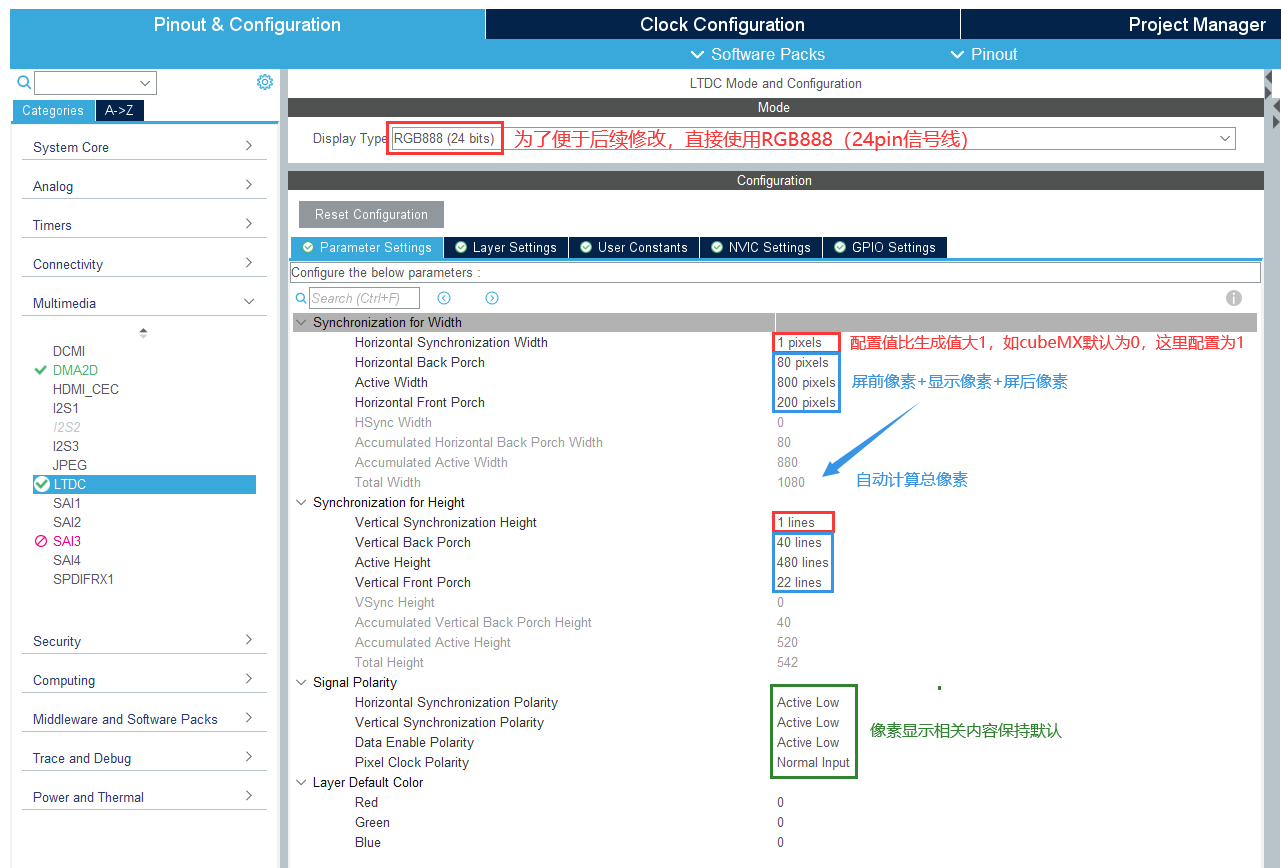 Pinout & Configuration
Clock Configuration
Project Manager
Software Packs
Pinout
Categories
A->Z
System Core
Analog
Timers
Connectivity
Multimedia
DCMI
DMA2D
HDMI_CEC
I2S1
I2S2
I2S3
JPEG
LTDC
SAI1
SAI2
SAI3
SAI4
SPDIFRX1
Security
Computing
Middleware and Software Packs
Trace and Debug
Power and Thermal
LTDC Mode and Configuration
Mode
Display Type RGB888 (24 bits) 为了便于后续修改，直接使用RGB888（24pin信号线）
Configuration
Reset Configuration
Parameter Settings
Layer Settings
User Constants
NVIC Settings
GPIO Settings
Configure the below parameters :
Search (Ctrl+F)
Synchronization for Width
Horizontal Synchronization Width 1 pixels 配置值比生成值大1，如cubeMX默认为0，这里配置为1
Horizontal Back Porch 80 pixels
Active Width 800 pixels 屏前像素+显示像素+屏后像素
Horizontal Front Porch 200 pixels
HSync Width 0
Accumulated Horizontal Back Porch Width 80
Accumulated Active Width 880
Total Width 1080 自动计算总像素
Synchronization for Height
Vertical Synchronization Height 1 lines
Vertical Back Porch 40 lines
Active Height 480 lines
Vertical Front Porch 22 lines
VSync Height 0
Accumulated Vertical Back Porch Height 40
Accumulated Active Height 520
Total Height 542
Signal Polarity
Horizontal Synchronization Polarity Active Low
Vertical Synchronization Polarity Active Low 像素显示相关内容保持默认
Data Enable Polarity Active Low
Pixel Clock Polarity Normal Input
Layer Default Color
Red 0
Green 0
Blue 0